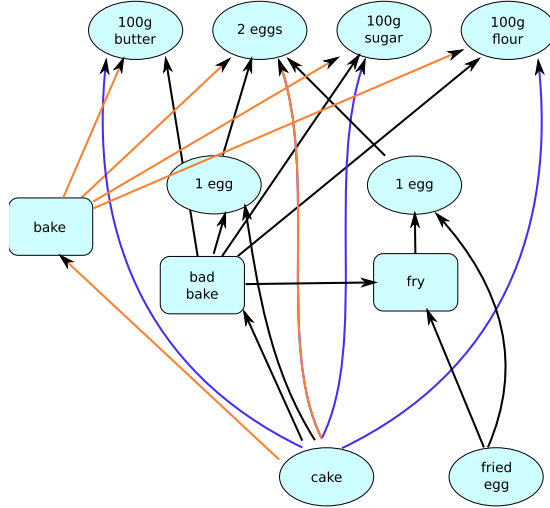 100g
butter
2 eggs
100g
sugar
100g
flour
1 egg
1 egg
bake
bad
bake
fry
cake
fried
egg